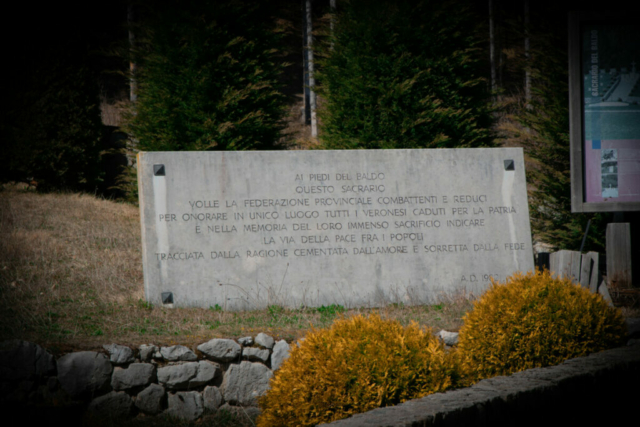 AI PIEDI DEL BALDO
QUESTO SACRARIO
VOLLE LA FEDERAZIONE PROVINCIALE COMBATTENTI E REDUCI
PER ONORARE IN UNICO LUOGO TUTTI I VERONESI CADUTI PER LA PATRIA
E NELLA MEMORIA DEL LORO IMMENSO SACRIFICIO INDICARE
LA VIA DELLA PACE FRA I POPOLI
TRACCIATA DALLA RAGIONE CEMENTATA DALL'AMORE E SORRETTA DALLA FEDE
A.D.